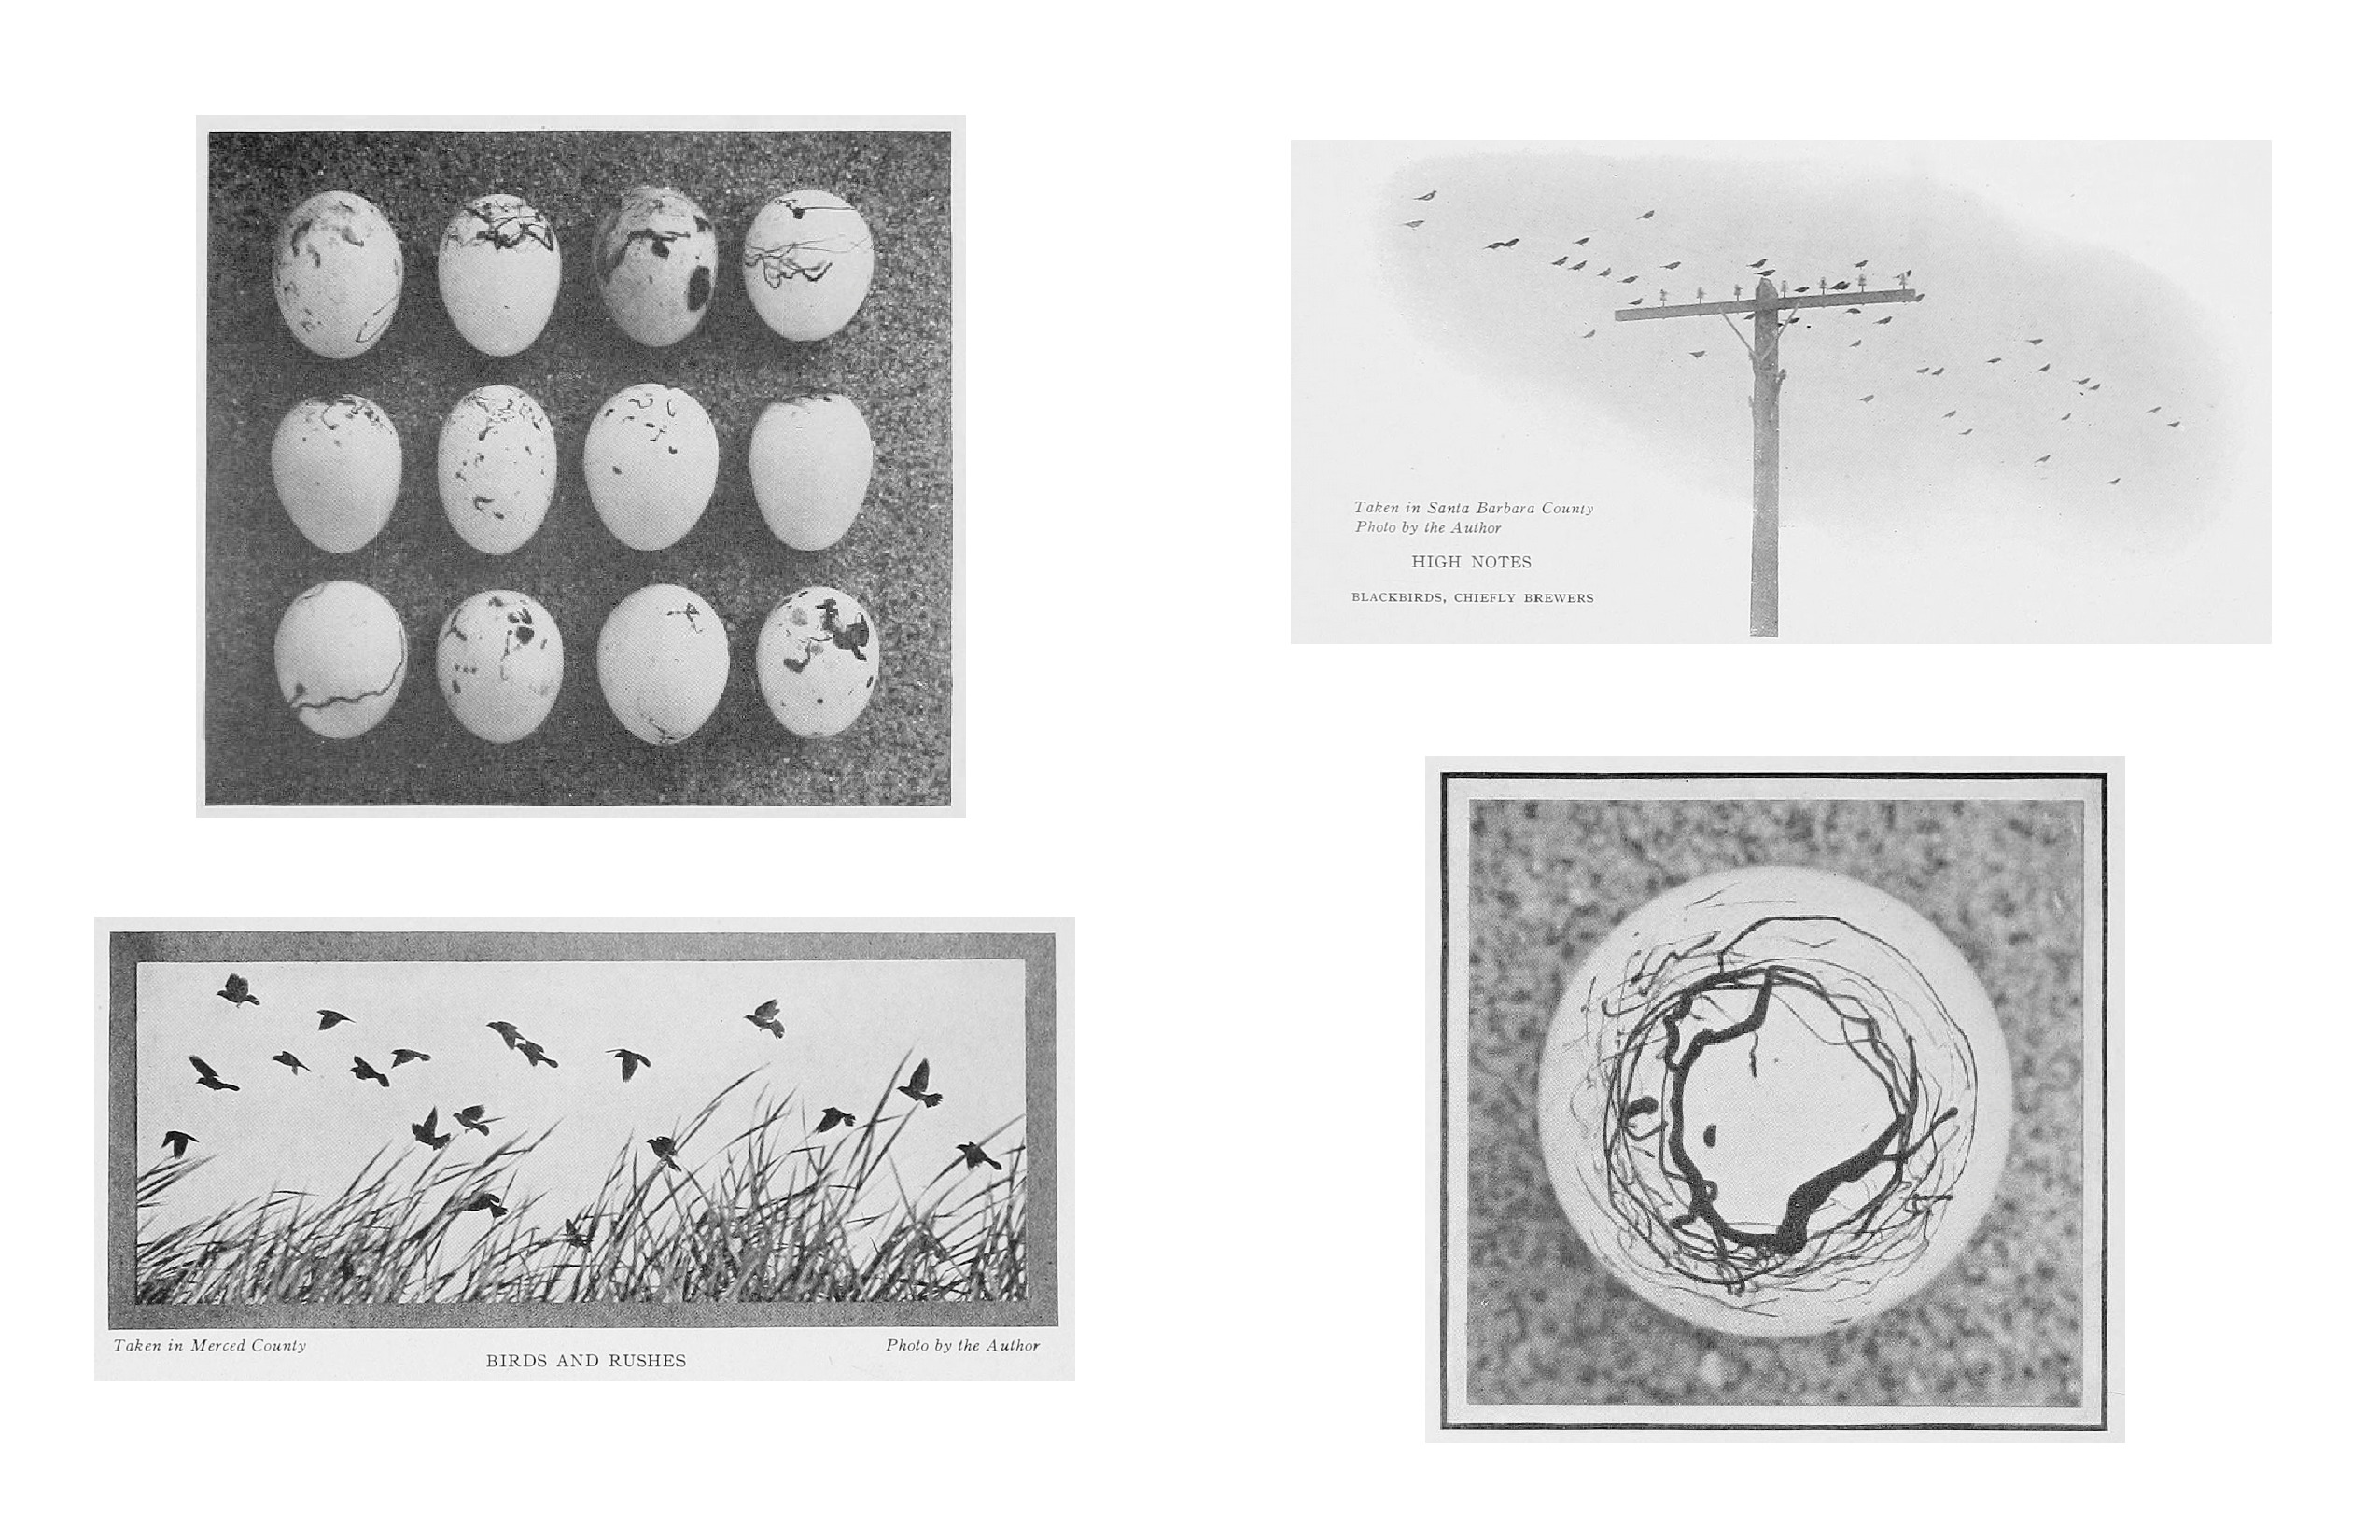 Taken in Santa Barbara County
Photo by the Author
HIGH NOTES
BLACKBIRDS, CHIEFLY BREWERS
Taken in Merced County
Photo by the Author
BIRDS AND RUSHES